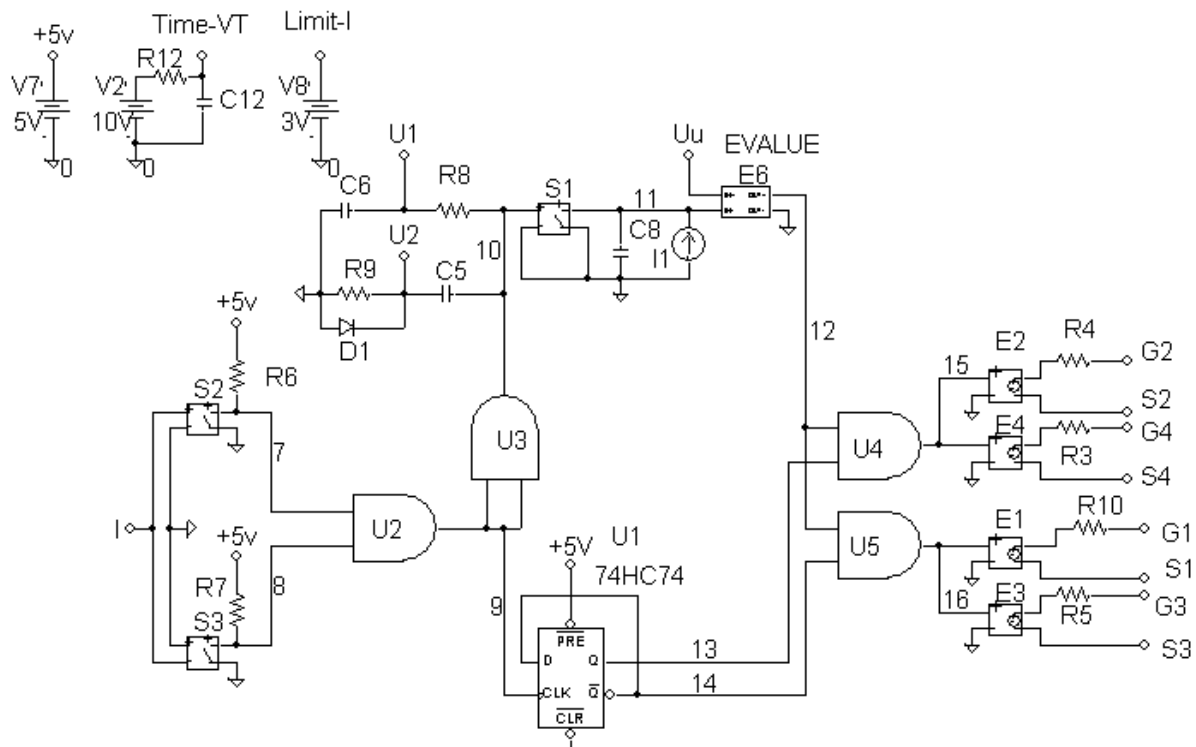 Time-VT
Limit-I
+5v
R12
V7'
5V
0
V2'
10V
C12
0
V8'
3V
0
U1
Uu
EVALUE
E6
C6
R8
S1
11
U2
10
C8
I1
R9
C5
D1
12
+5v
R6
S2
7
U3
E2
R4
G2
15
S2
E4
G4
R3
U4
S4
I
+5v
U2
R7
8
S3
9
+5V
U1
74HC74
U5
E1
R10
G1
S1
16
E3
R5
G3
S3
PRE
D
Q
13
CLK
Q
14
CLR